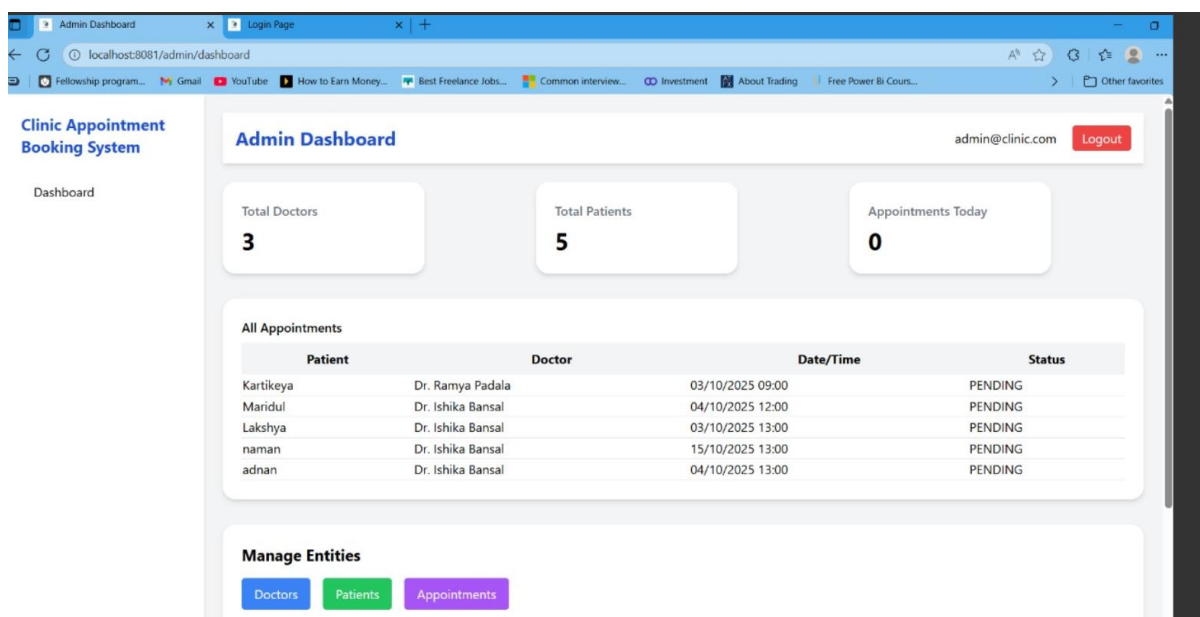 Admin Dashboard
Login Page
localhost:8081/admin/dashboard
Fellowship program... Gmail YouTube How to Earn Money... Best Freelance Jobs... Common interview... Investment About Trading Free Power Bi Cours... Other favorites
Clinic Appointment
Booking System
Dashboard
Admin Dashboard admin@clinic.com Logout
Total Doctors Total Patients Appointments Today
3 5 0
All Appointments
Patient Doctor Date/Time Status
Kartikeya Dr. Ramya Padala 03/10/2025 09:00 PENDING
Maridul Dr. Ishika Bansal 04/10/2025 12:00 PENDING
Lakshya Dr. Ishika Bansal 03/10/2025 13:00 PENDING
naman Dr. Ishika Bansal 15/10/2025 13:00 PENDING
adnan Dr. Ishika Bansal 04/10/2025 13:00 PENDING
Manage Entities
Doctors Patients Appointments